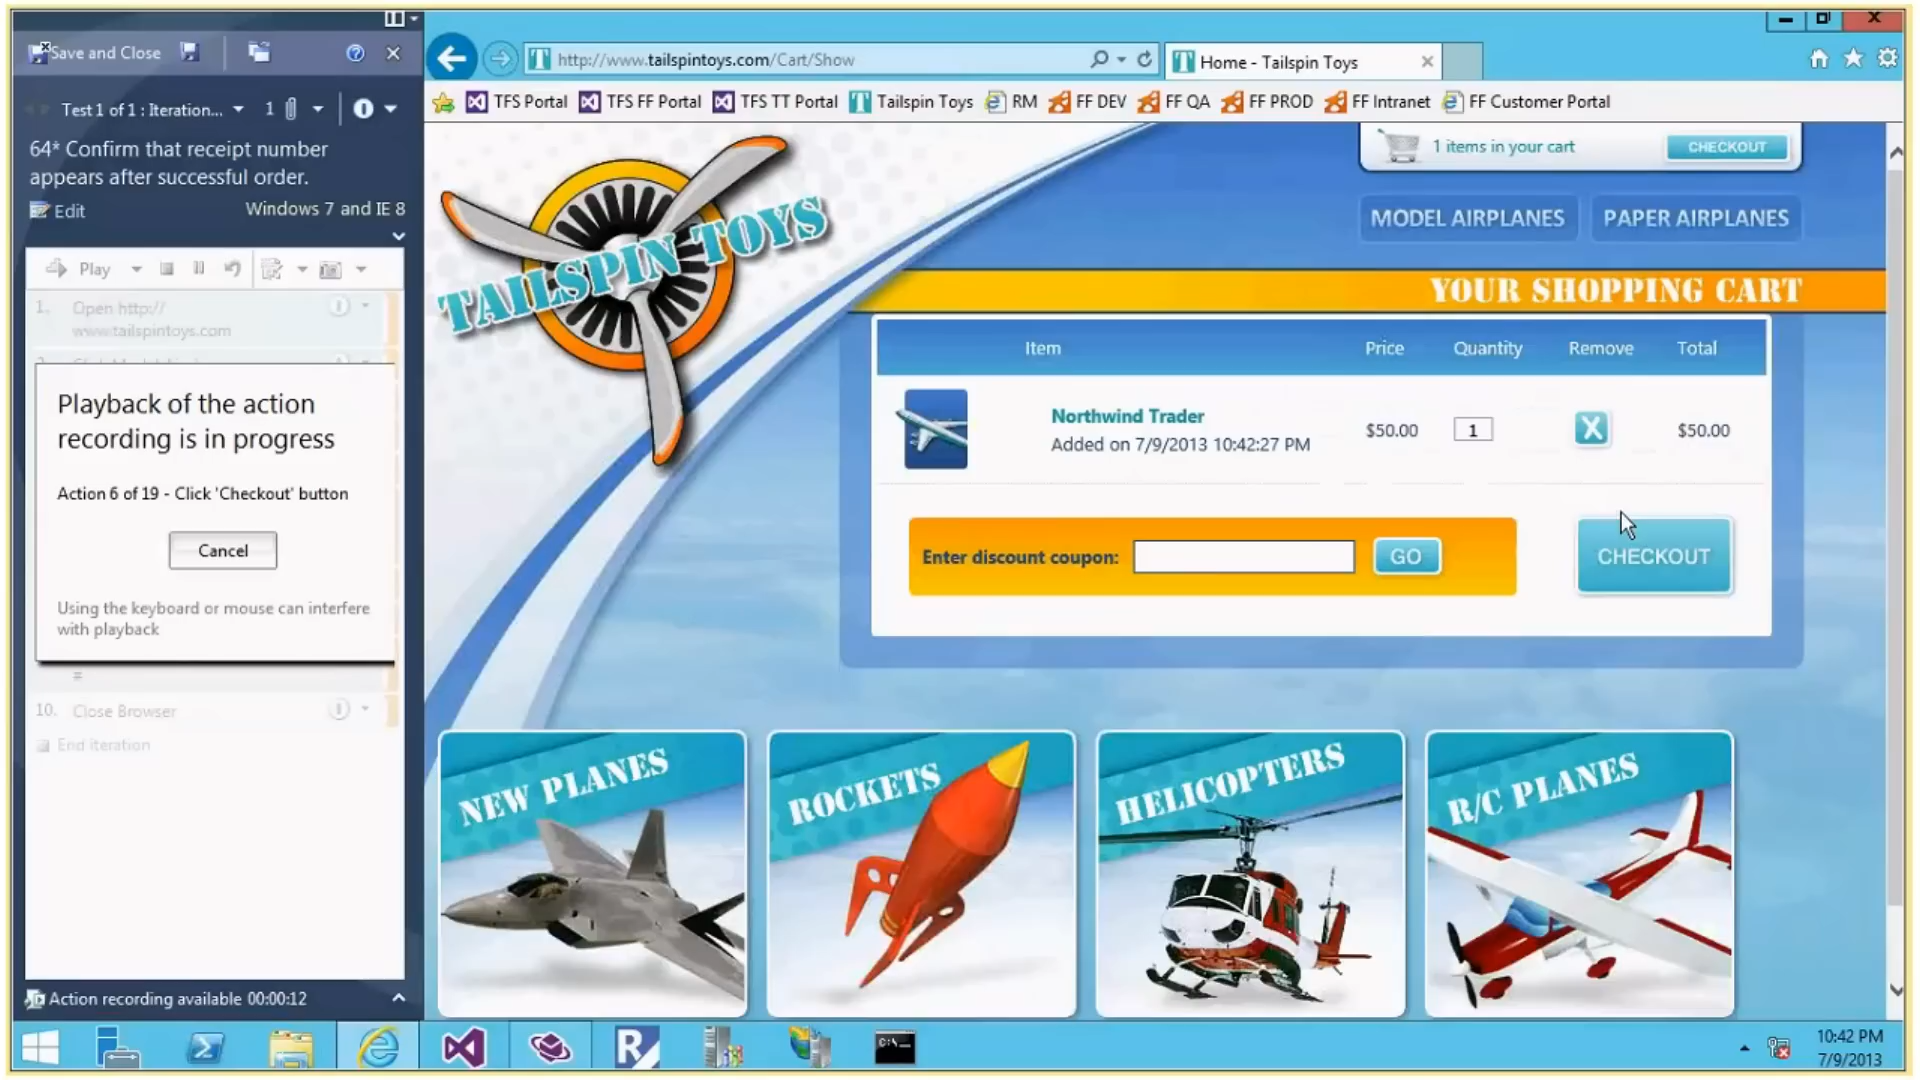 Save and Close
Test 1 of 1 : Iteration...
1
64* Confirm that receipt number
appears after successful order.
Edit
Windows 7 and IE 8
Play
1. Open http://
www.tailspintoys.com
Playback of the action
recording is in progress
Action 6 of 19 - Click 'Checkout' button
Cancel
Using the keyboard or mouse can interfere
with playback
=
10. Close Browser
End iteration
Action recording available 00:00:12
http://www.tailspintoys.com/Cart/Show
Home - Tailspin Toys
TFS Portal TFS FF Portal TFS TT Portal Tailspin Toys RM FF DEV FF QA FF PROD FF Intranet FF Customer Portal
1 items in your cart
CHECKOUT
MODEL AIRPLANES PAPER AIRPLANES
TAILSPIN TOYS
YOUR SHOPPING CART
Item Price Quantity Remove Total
Northwind Trader
Added on 7/9/2013 10:42:27 PM
$50.00 1 X $50.00
Enter discount coupon: GO
CHECKOUT
NEW PLANES
ROCKETS
HELICOPTERS
R/C PLANES
10:42 PM
7/9/2013